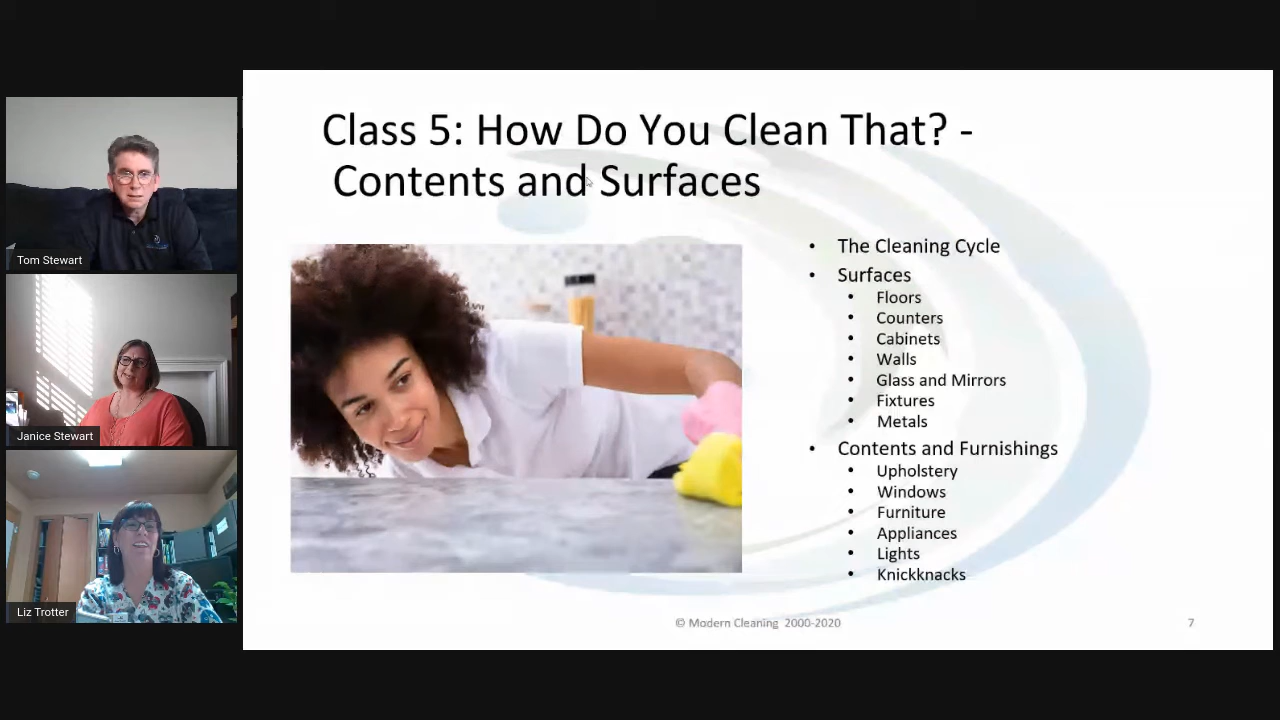 Class 5: How Do You Clean That? -
Contents and Surfaces
• The Cleaning Cycle
• Surfaces
• Floors
• Counters
• Cabinets
• Walls
• Glass and Mirrors
• Fixtures
• Metals
• Contents and Furnishings
• Upholstery
• Windows
• Furniture
• Appliances
• Lights
• Knickknacks
© Modern Cleaning 2000-2020
7
Tom Stewart
Janice Stewart
Liz Trotter